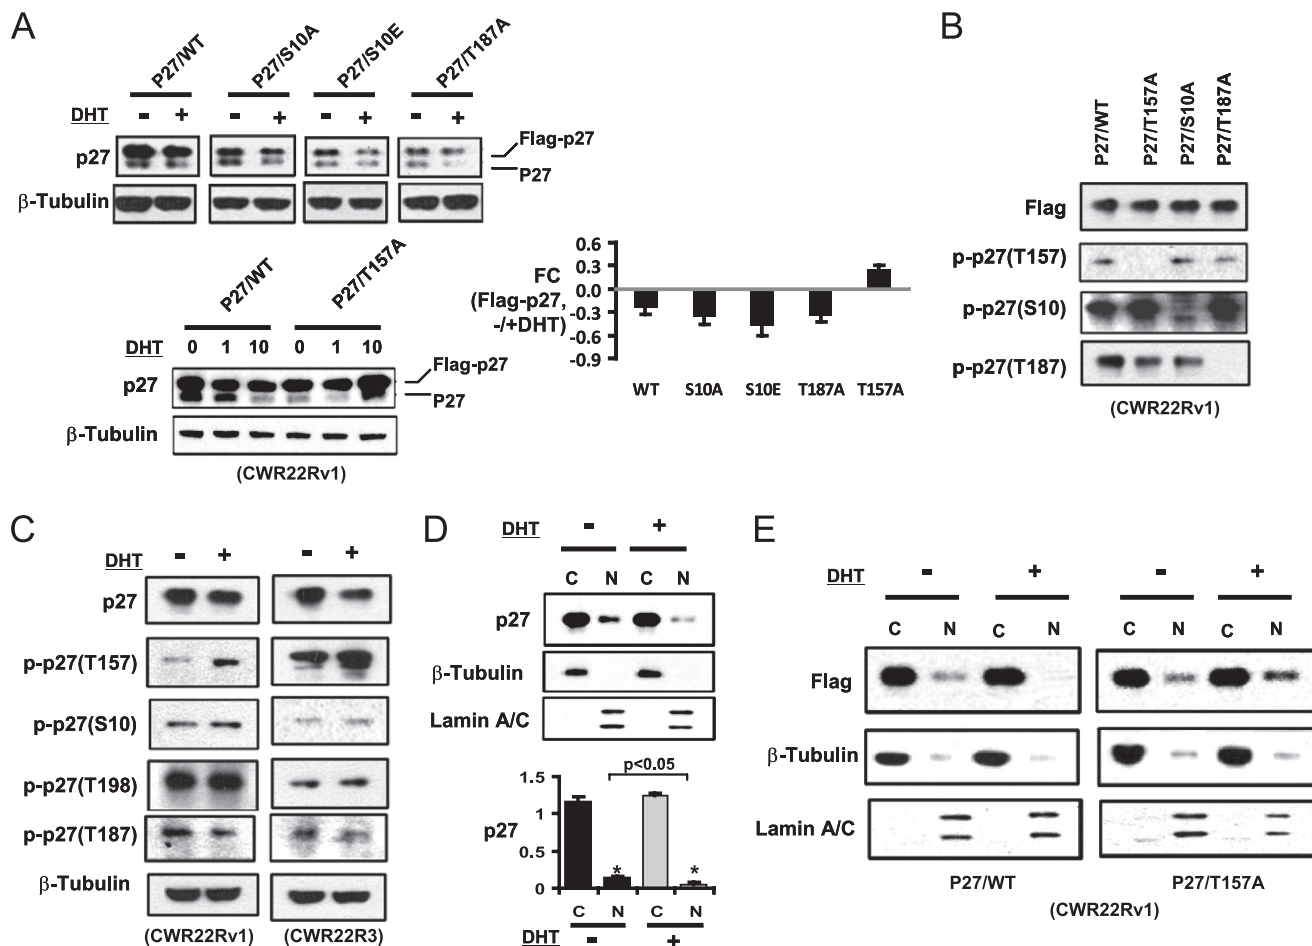 A
P27/WT P27/S10A P27/S10E P27/T187A
DHT - + - + - + - +
p27 Flag-p27
P27
β-Tubulin
P27/WT P27/T157A
DHT 0 1 10 0 1 10
p27 Flag-p27
P27
β-Tubulin
(CWR22Rv1)
FC
(Flag-p27,
-/+DHT)
0.6
0.3
0.0
-0.3
-0.6
-0.9
WT S10A S10E T187A T157A
B
P27/WT P27/T157A P27/S10A P27/T187A
Flag
p-p27(T157)
p-p27(S10)
p-p27(T187)
(CWR22Rv1)
C
DHT - + - +
p27
p-p27(T157)
p-p27(S10)
p-p27(T198)
p-p27(T187)
β-Tubulin
(CWR22Rv1) (CWR22R3)
D
DHT - +
C N C N
p27
β-Tubulin
Lamin A/C
p<0.05
p27
1.5
1
0.5
0
* *
C N C N
DHT - +
E
DHT - + - +
C N C N C N C N
Flag
β-Tubulin
Lamin A/C
P27/WT P27/T157A
(CWR22Rv1)